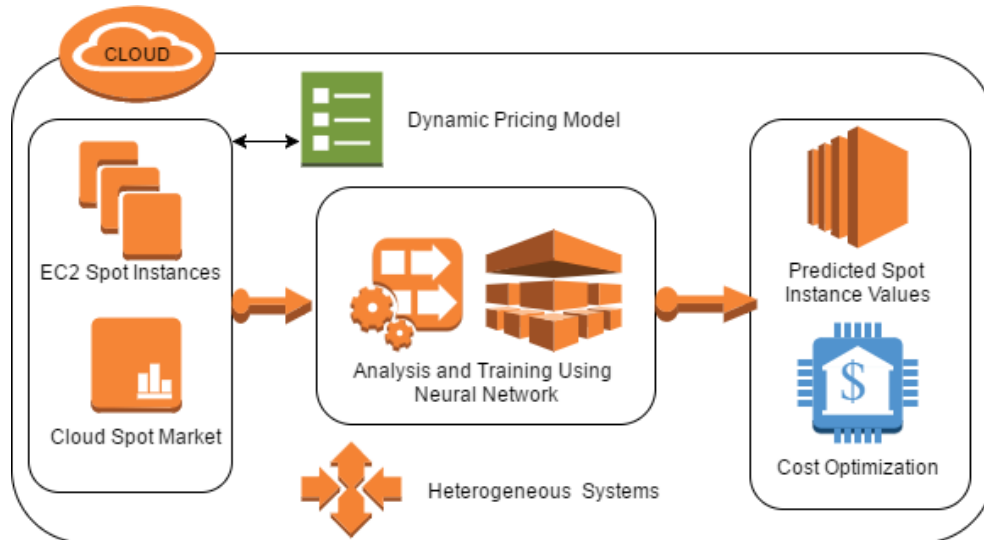 CLOUD
Dynamic Pricing Model
EC2 Spot Instances
Cloud Spot Market
Analysis and Training Using
Neural Network
Heterogeneous Systems
Predicted Spot
Instance Values
$
Cost Optimization